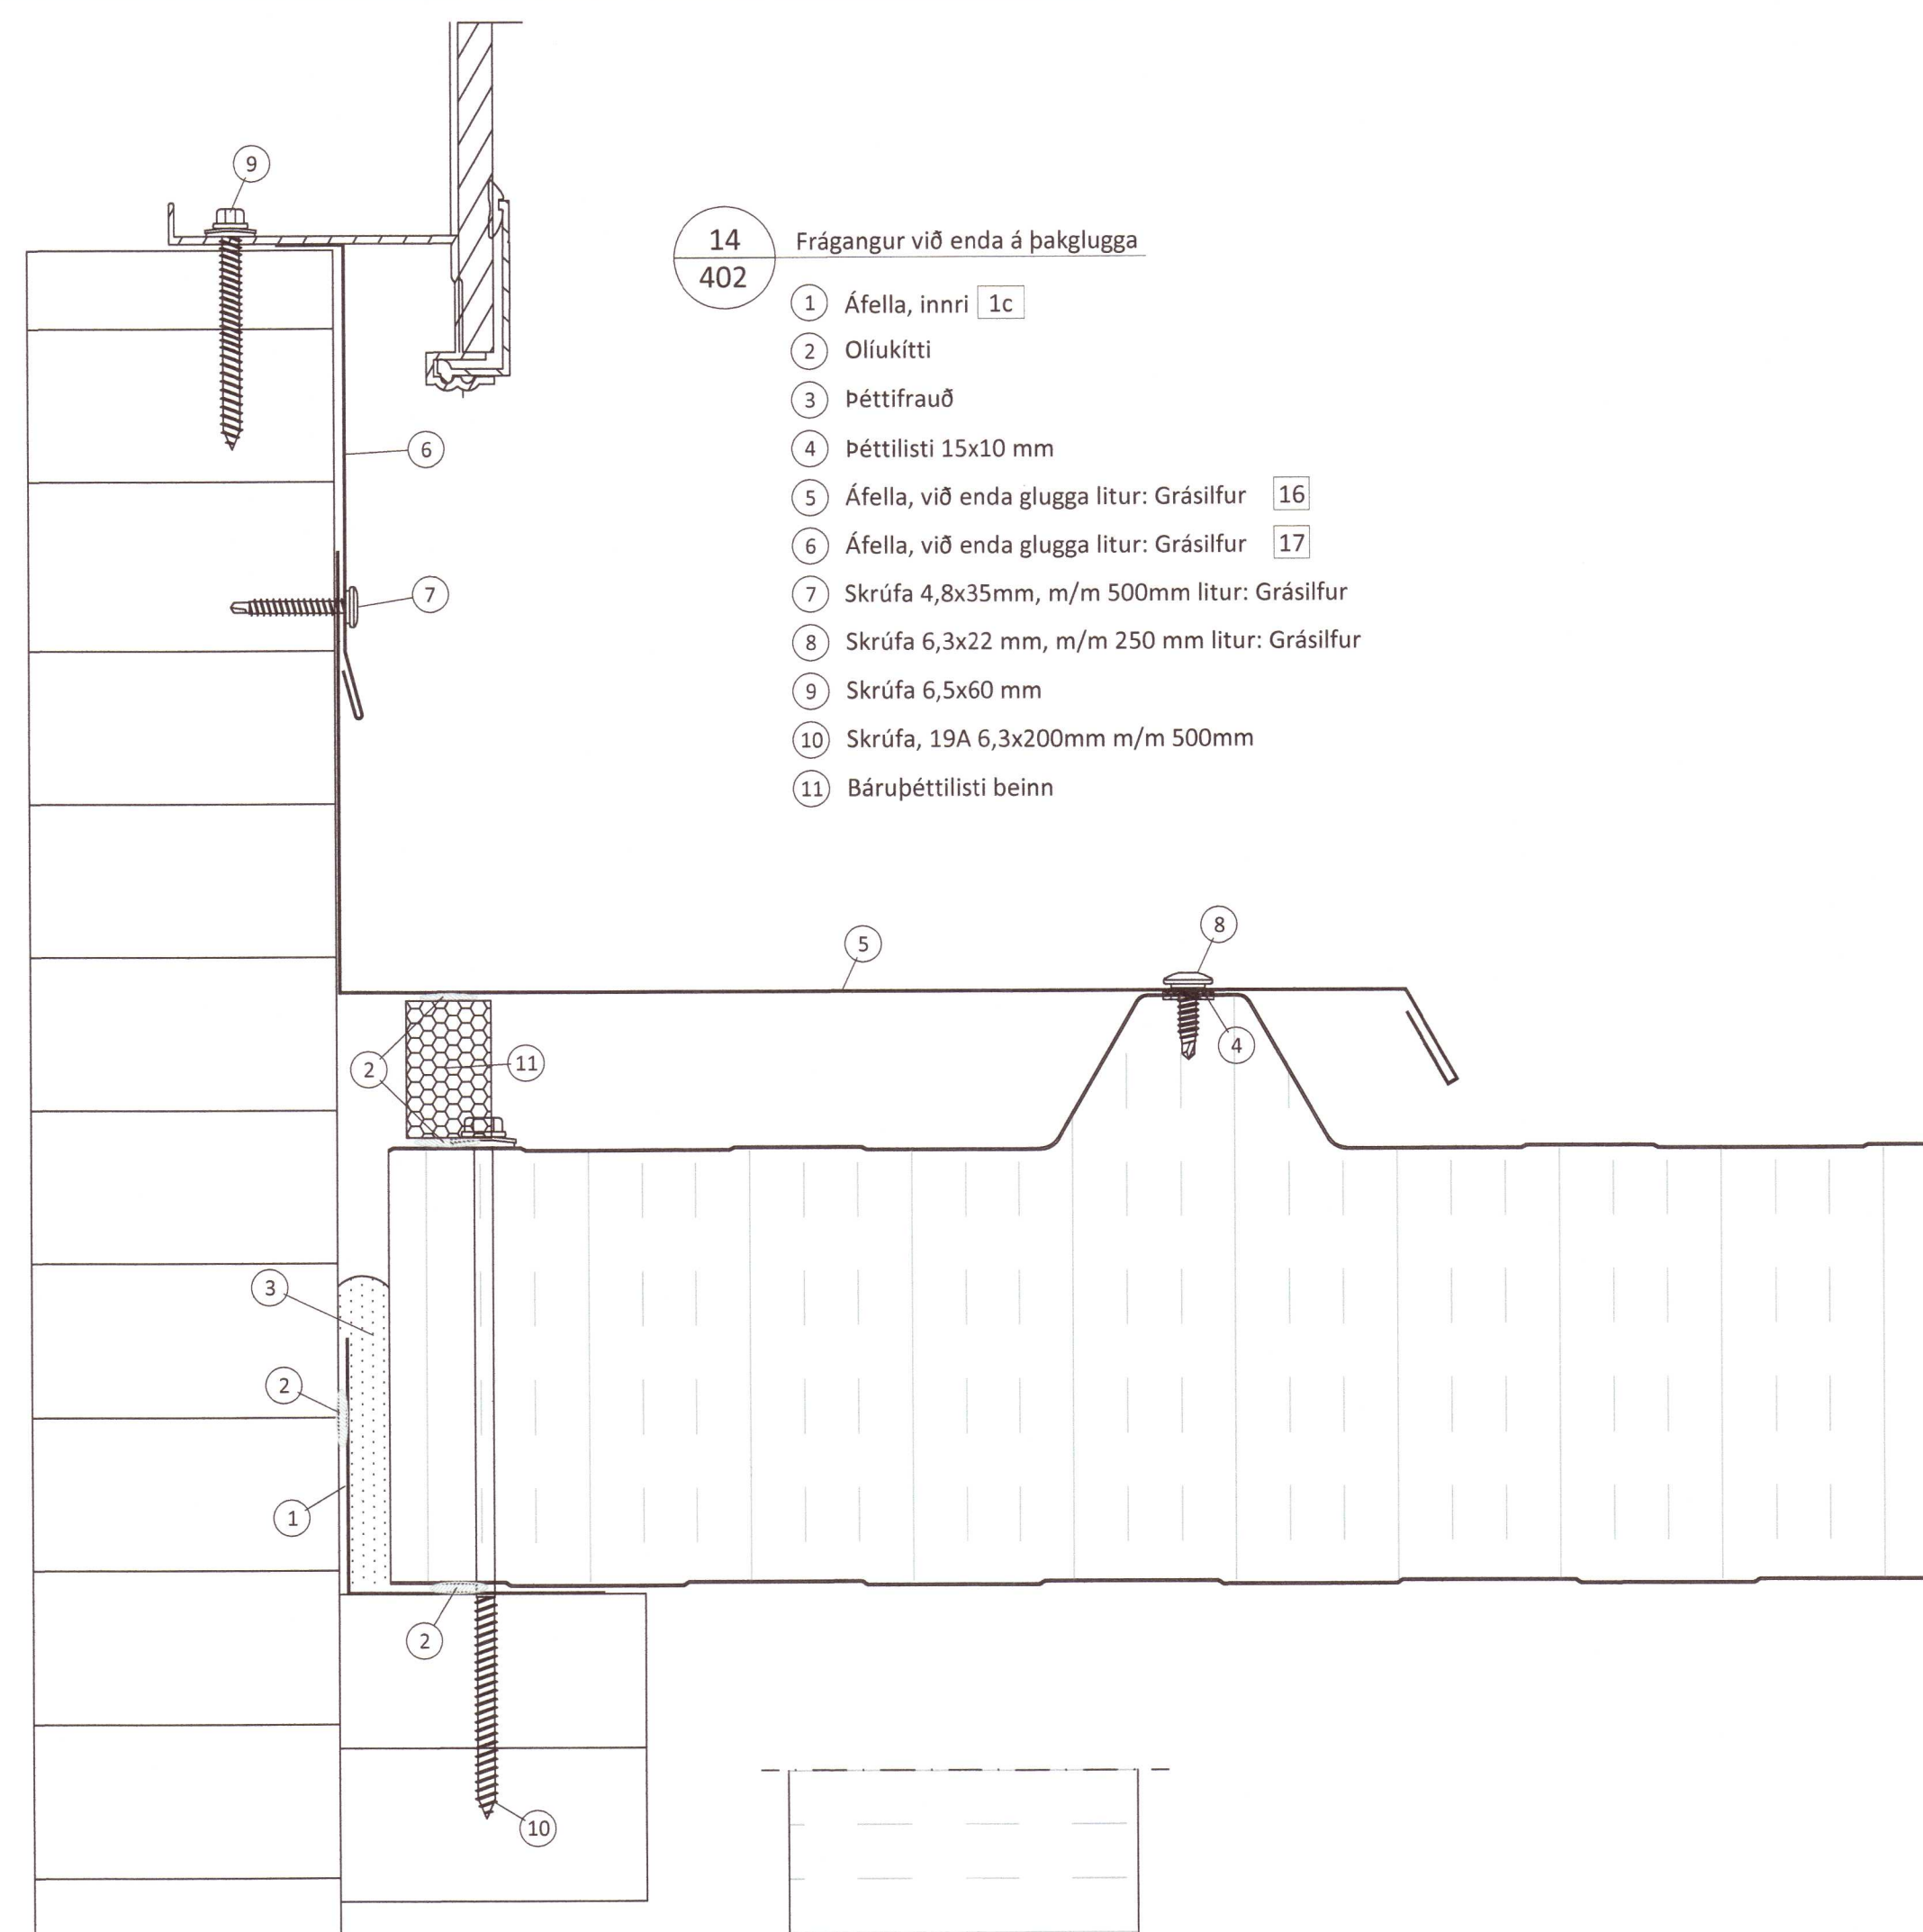 14
402
Frágangur við enda á þakglugga
1 Áfella, innri 1c
2 Olíukítti
3 Þéttifrauð
4 Þéttilisti 15x10 mm
5 Áfella, við enda glugga litur: Grásilfur 16
6 Áfella, við enda glugga litur: Grásilfur 17
7 Skrúfa 4,8x35mm, m/m 500mm litur: Grásilfur
8 Skrúfa 6,3x22 mm, m/m 250 mm litur: Grásilfur
9 Skrúfa 6,5x60 mm
10 Skrúfa, 19A 6,3x200mm m/m 500mm
11 Báruþéttilisti beinn
9
6
7
5
8
4
2
11
3
2
1
2
10